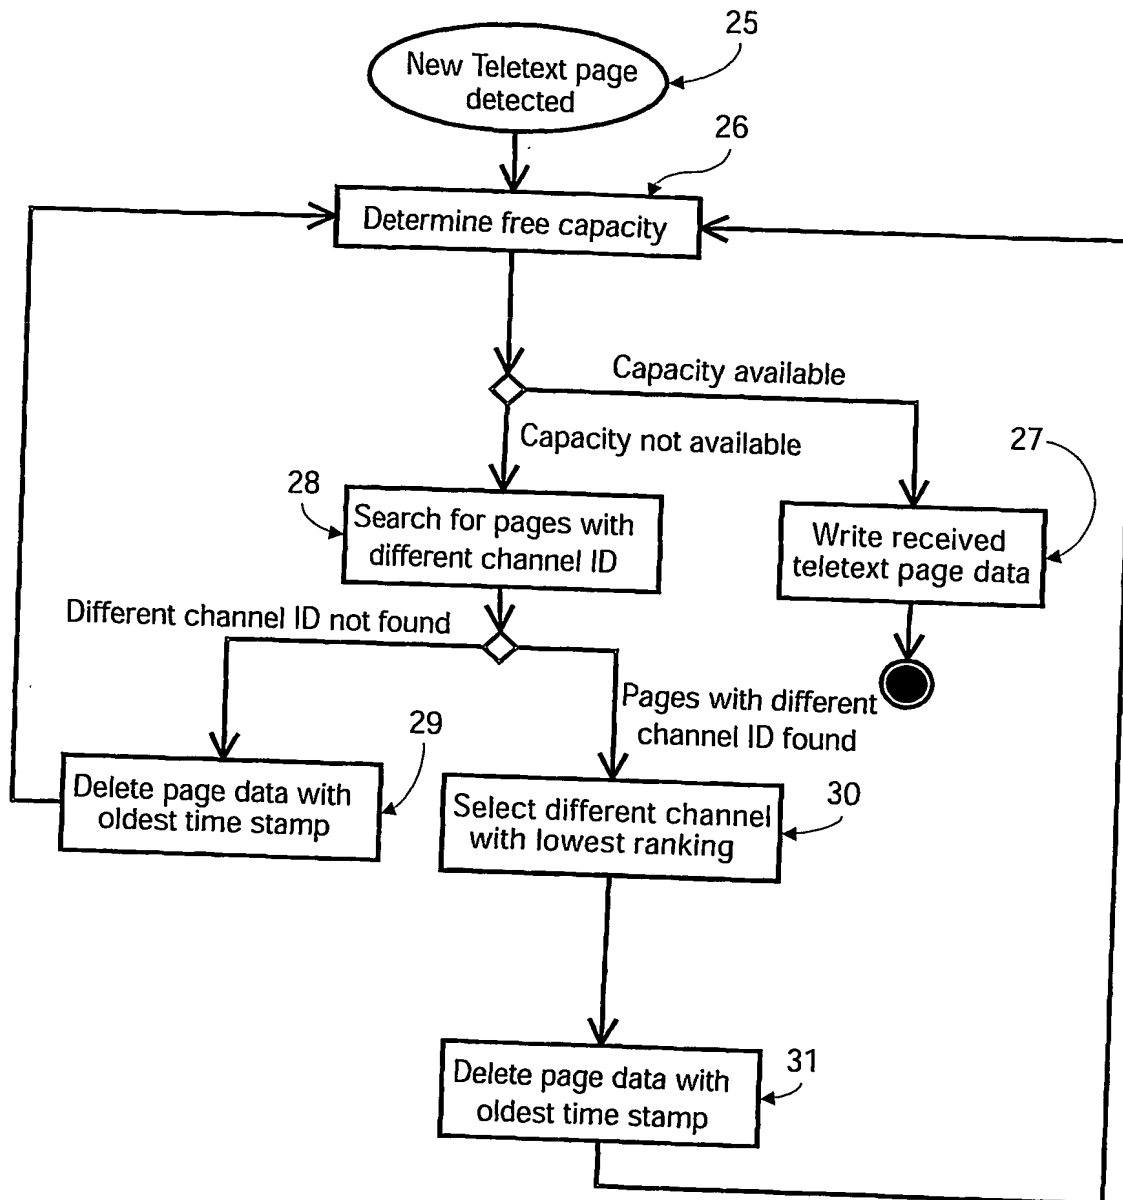 25
New Teletext page
detected
26
Determine free capacity
Capacity available
Capacity not available
27
28
Search for pages with
different channel ID
Write received
teletext page data
Different channel ID not found
Pages with different
channel ID found
29
Delete page data with
oldest time stamp
30
Select different channel
with lowest ranking
31
Delete page data with
oldest time stamp